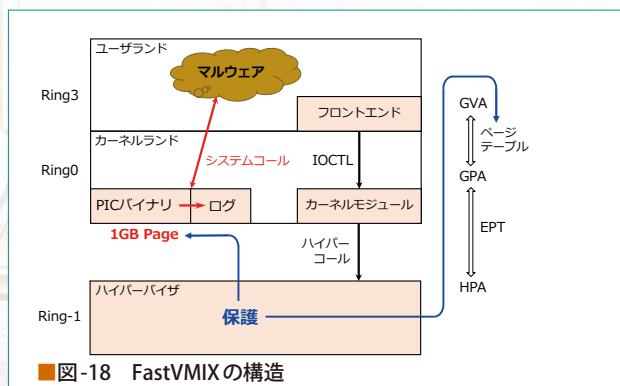 ユーザランド
マルウェア
Ring3
フロントエンド
GVA
ページ
テーブル
カーネルランド
システムコール
IOCTL
Ring0
GPA
PICバイナリ
ログ
カーネルモジュール
1GB Page
ハイパー
コール
EPT
ハイパーバイザ
HPA
Ring-1
保護
■図-18 FastVMIXの構造